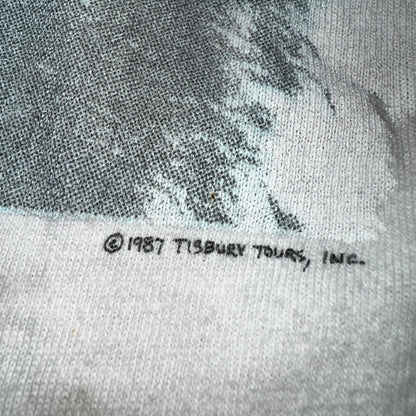 © 1987 TISBURY TOURS, INC.